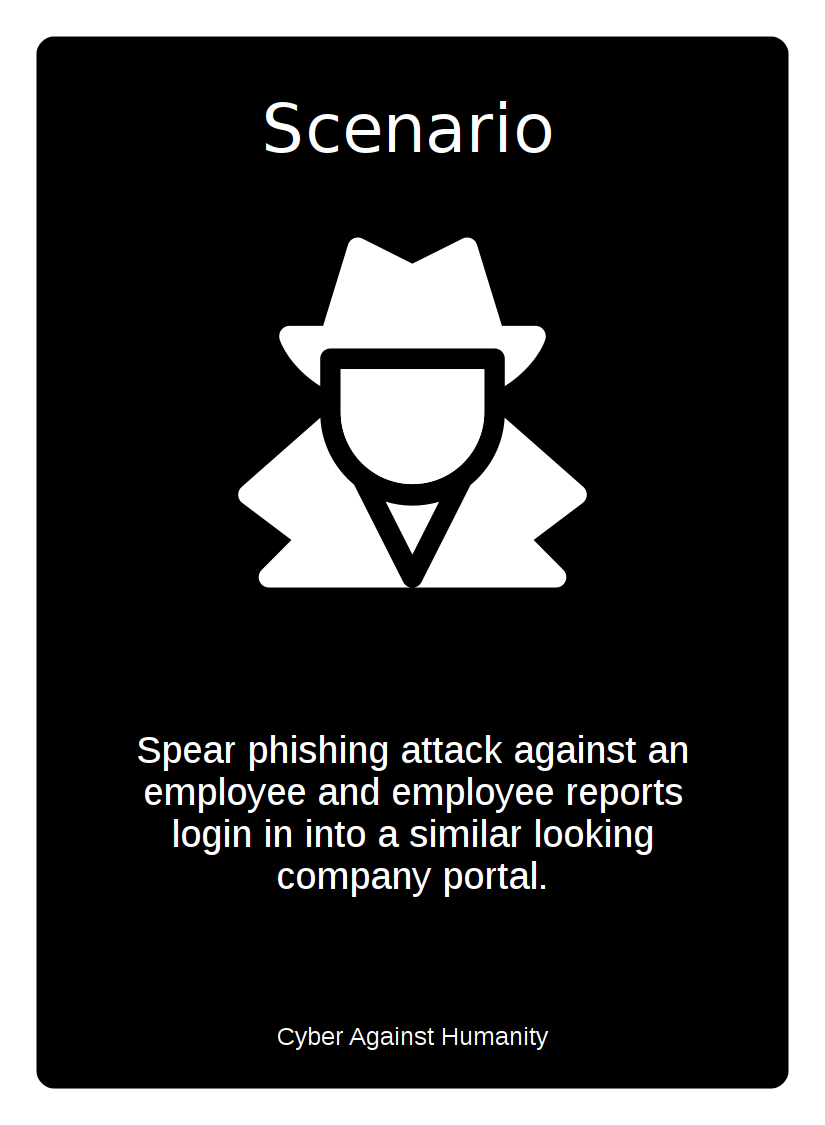 Scenario
Spear phishing attack against an
employee and employee reports
login in into a similar looking
company portal.
Cyber Against Humanity